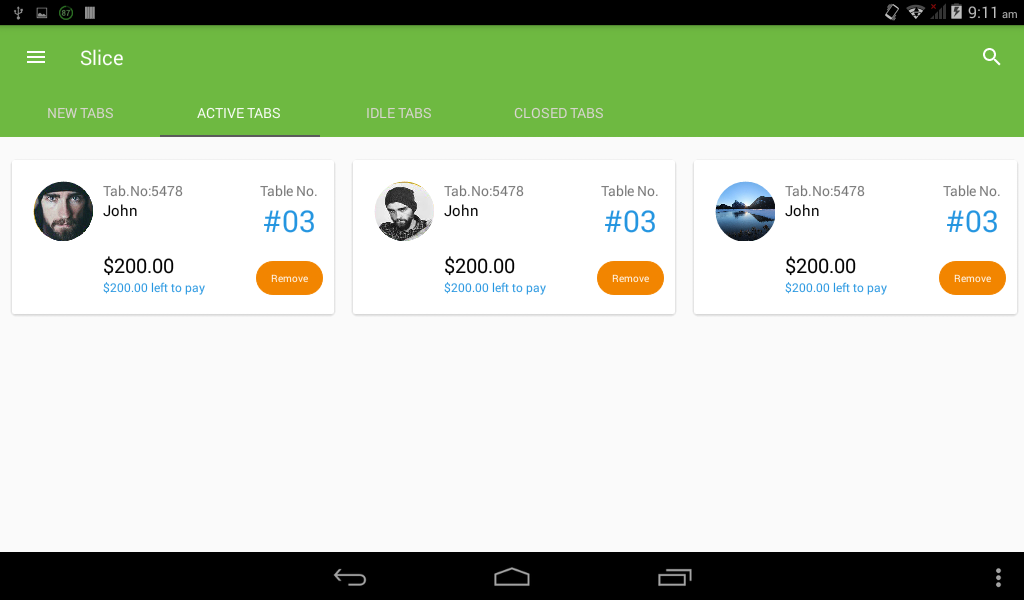 87
9:11 am
Slice
NEW TABS
ACTIVE TABS
IDLE TABS
CLOSED TABS
Tab.No:5478
John
Table No.
#03
$200.00
$200.00 left to pay
Remove
Tab.No:5478
John
Table No.
#03
$200.00
$200.00 left to pay
Remove
Tab.No:5478
John
Table No.
#03
$200.00
$200.00 left to pay
Remove